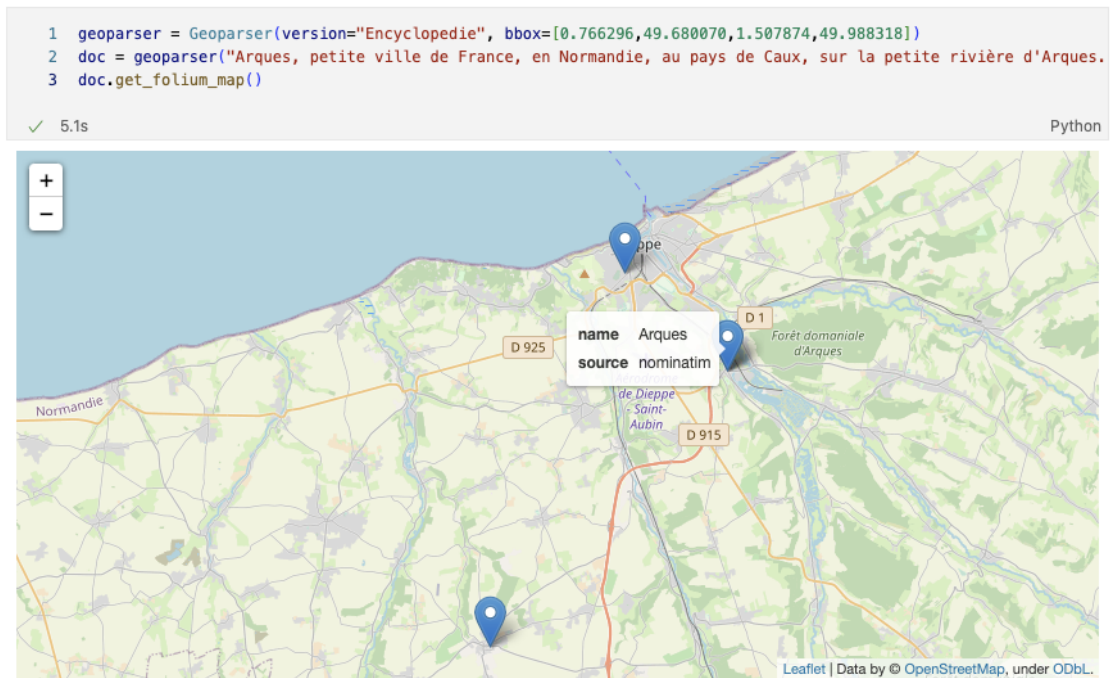 1 geoparser = Geoparser(version="Encyclopedie", bbox=[0.766296,49.680070,1.507874,49.988318])
2 doc = geoparser("Arques, petite ville de France, en Normandie, au pays de Caux, sur la petite rivière d'Arques.
3 doc.get_folium_map()
✓ 5.1s Python
+
−
ppe
D 1
name Arques
source nominatim
Forêt domaniale
d'Arques
D 925
Aérodrome
de Dieppe
- Saint-
Aubin
Normandie
D 915
Leaflet | Data by © OpenStreetMap, under ODbL.